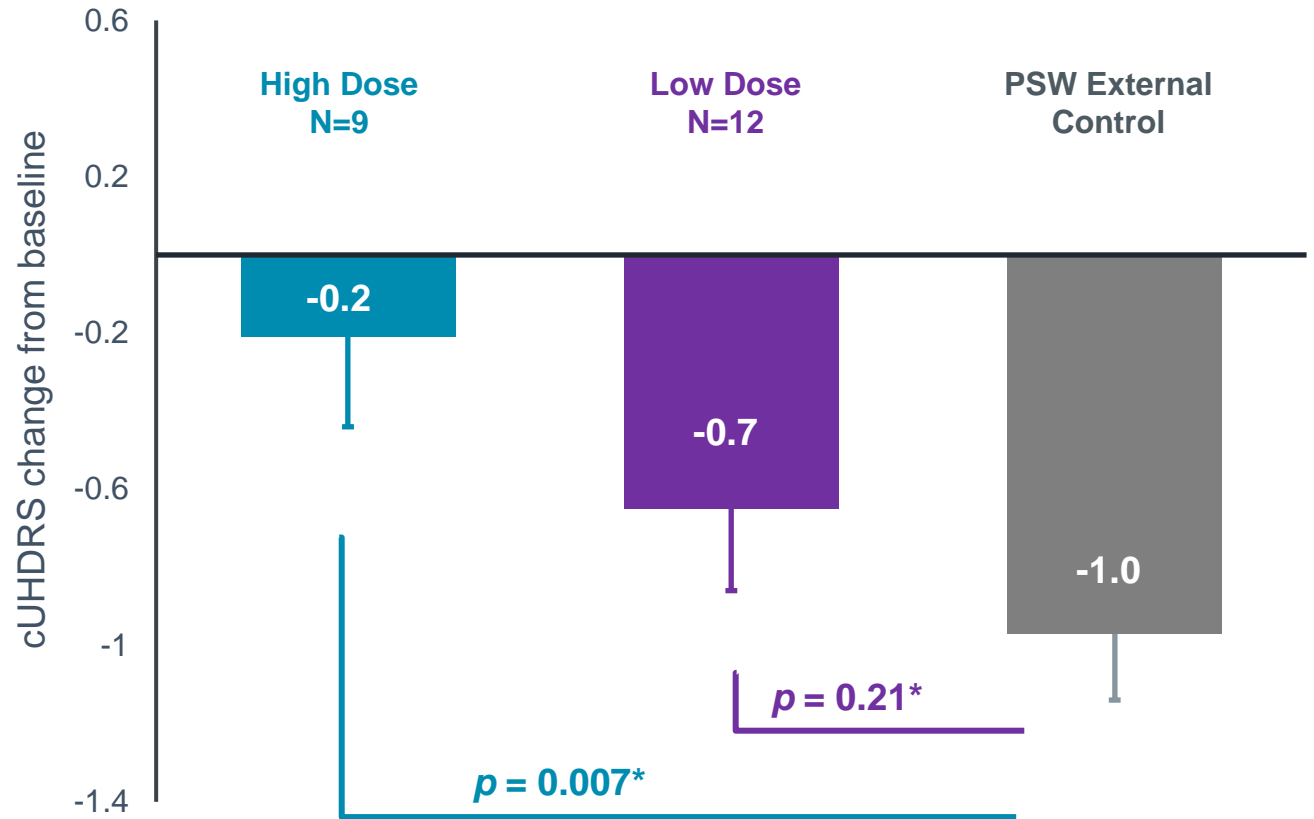 cUHDRS change from baseline
0.6
0.2
-0.2
-0.6
-1
-1.4
High Dose
N=9
Low Dose
N=12
PSW External
Control
-0.2
-0.7
-1.0
p = 0.21*
p = 0.007*